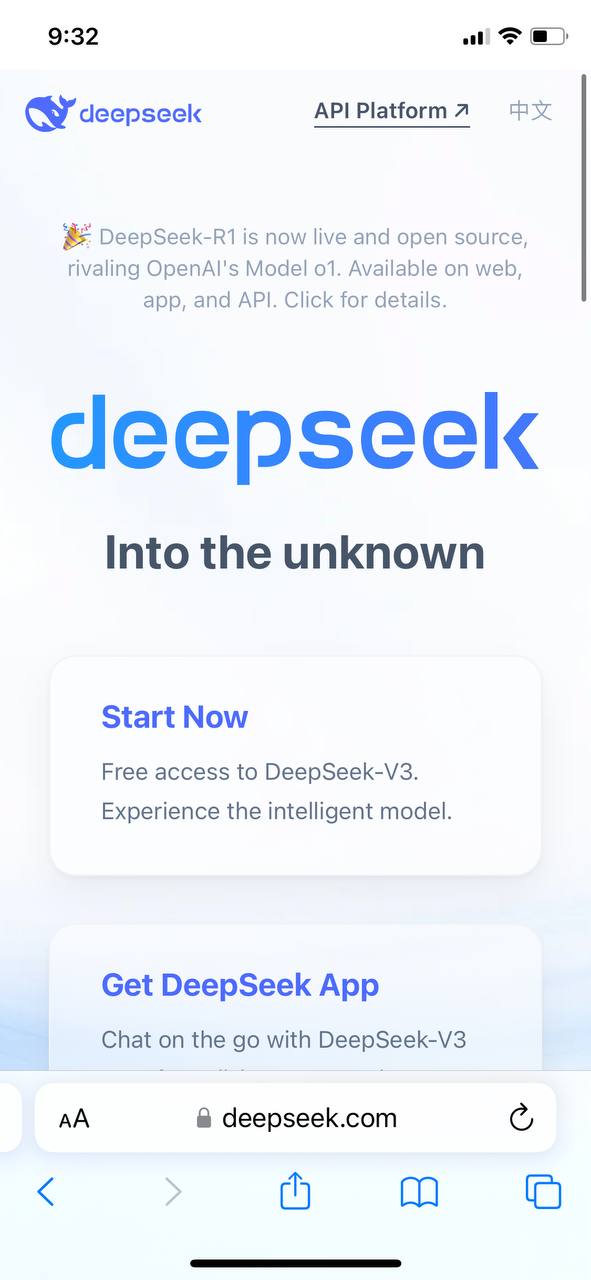 9:32
deepseek
API Platform ↗
中文
🎉 DeepSeek-R1 is now live and open source,
rivaling OpenAI's Model o1. Available on web,
app, and API. Click for details.
deepseek
Into the unknown
Start Now
Free access to DeepSeek-V3.
Experience the intelligent model.
Get DeepSeek App
Chat on the go with DeepSeek-V3
AA
deepseek.com